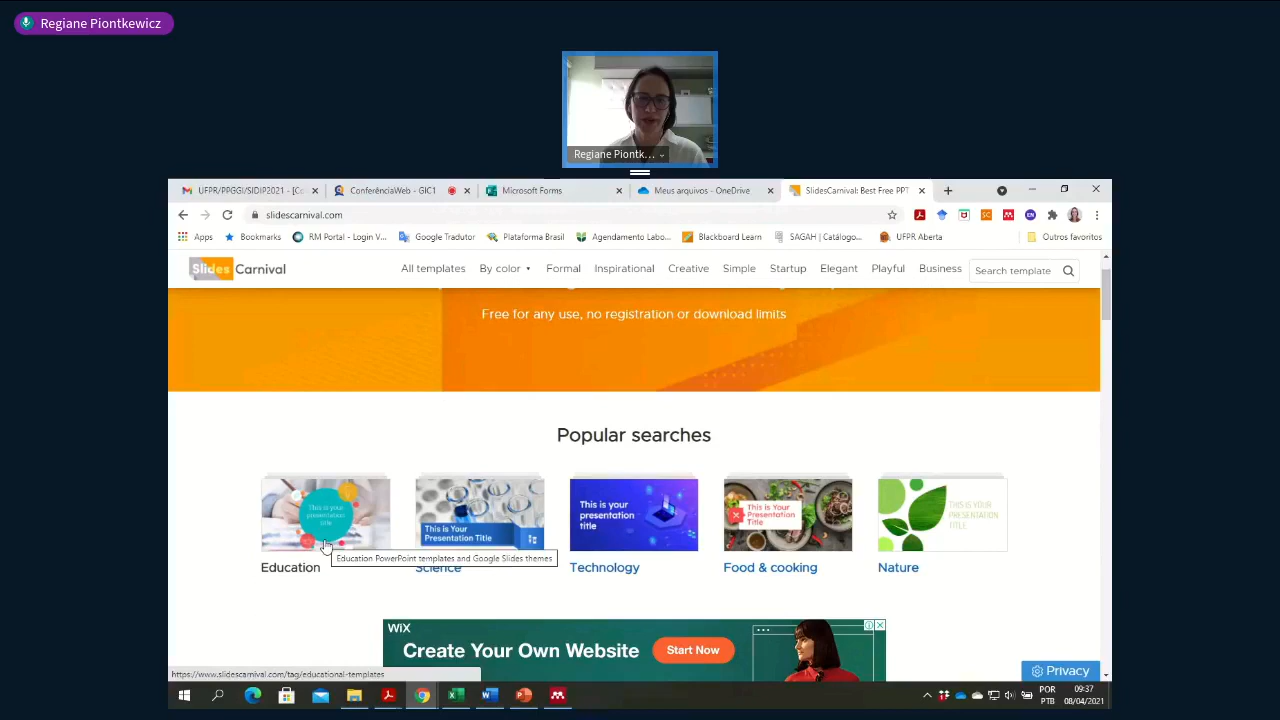 Regiane Piontkewicz
Regiane Piontk...
UFPR/PPGGI/SIDIP2021 - [Co
ConferênciaWeb - GIC1
Microsoft Forms
Meus arquivos - OneDrive
SlidesCarnival: Best Free PPT
slidescarnival.com
Apps
Bookmarks
RM Portal - Login V...
Google Tradutor
Plataforma Brasil
Agendamento Labo...
Blackboard Learn
SAGAH | Catálogo...
UFPR Aberta
Outros favoritos
Slides Carnival
All templates
By color
Formal
Inspirational
Creative
Simple
Startup
Elegant
Playful
Business
Search template
Free for any use, no registration or download limits
Popular searches
This is your
presentation
title
This is Your
Presentation Title
This is your
presentation
title
This is Your
Presentation
Title
THIS IS YOUR
PRESENTATION
TITLE
Education PowerPoint templates and Google Slides themes
Education
Science
Technology
Food & cooking
Nature
WiX
Create Your Own Website
Start Now
Privacy
https://www.slidescarnival.com/tag/educational-templates
POR
PTB
09:37
08/04/2021